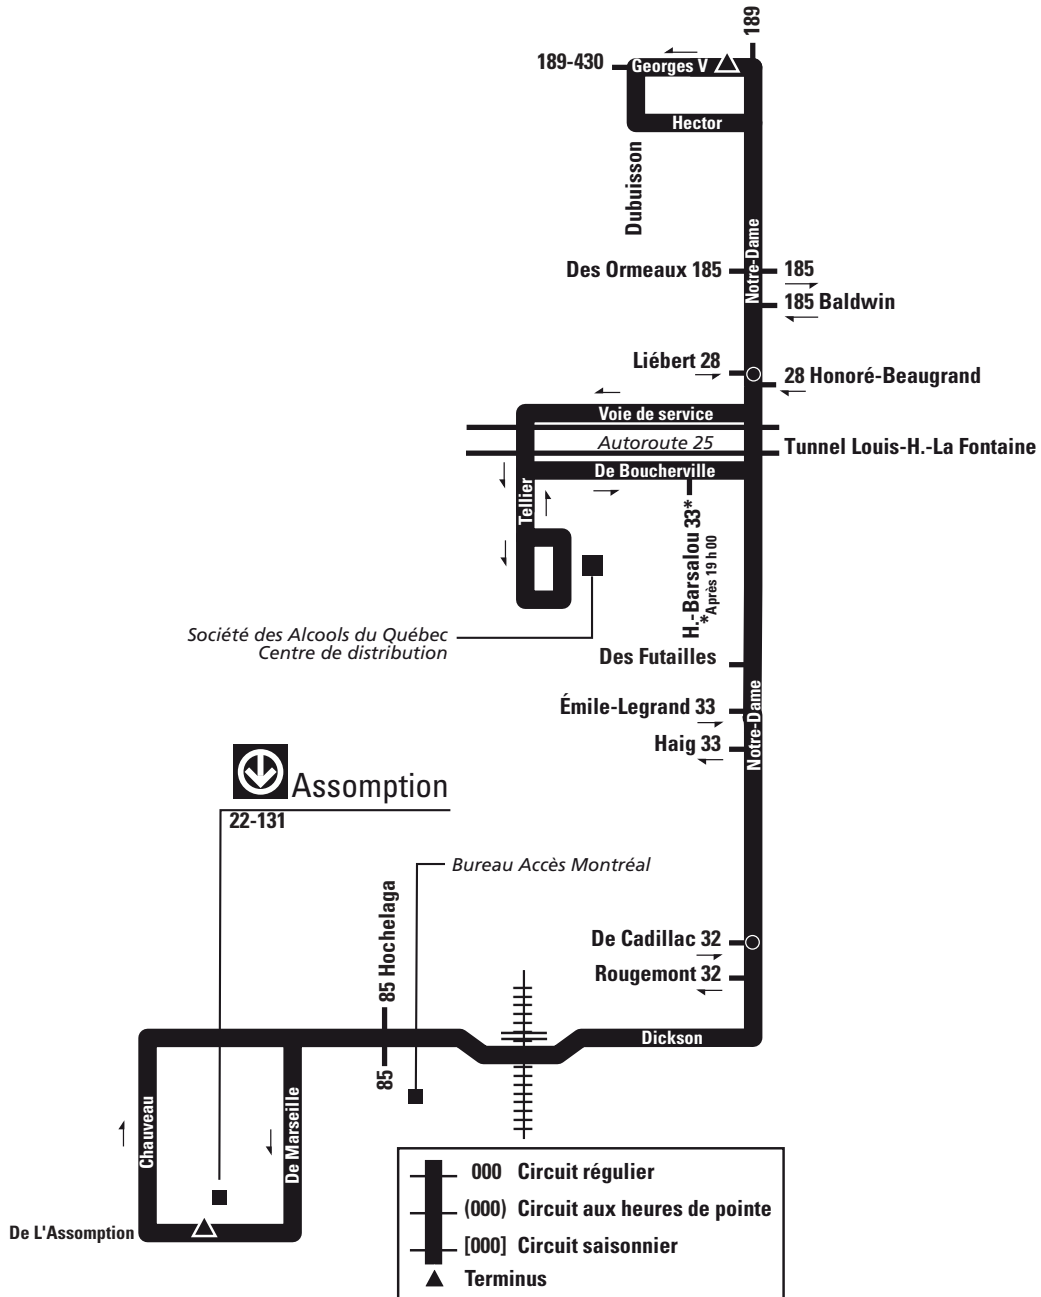 189
189-430
Georges V
Hector
Dubuisson
Notre-Dame
Des Ormeaux 185
185
185 Baldwin
Liébert 28
28 Honoré-Beaugrand
Voie de service
Autoroute 25
Tunnel Louis-H.-La Fontaine
De Boucherville
Tellier
H.-Barsalou 33*
*Après 19 h 00
Société des Alcools du Québec
Centre de distribution
Des Futailles
Émile-Legrand 33
Notre-Dame
Haig 33
Assomption
22-131
Bureau Accès Montréal
85 Hochelaga
De Cadillac 32
Rougemont 32
Dickson
85
Chauveau
De Marseille
De L'Assomption
000 Circuit régulier
(000) Circuit aux heures de pointe
[000] Circuit saisonnier
Terminus